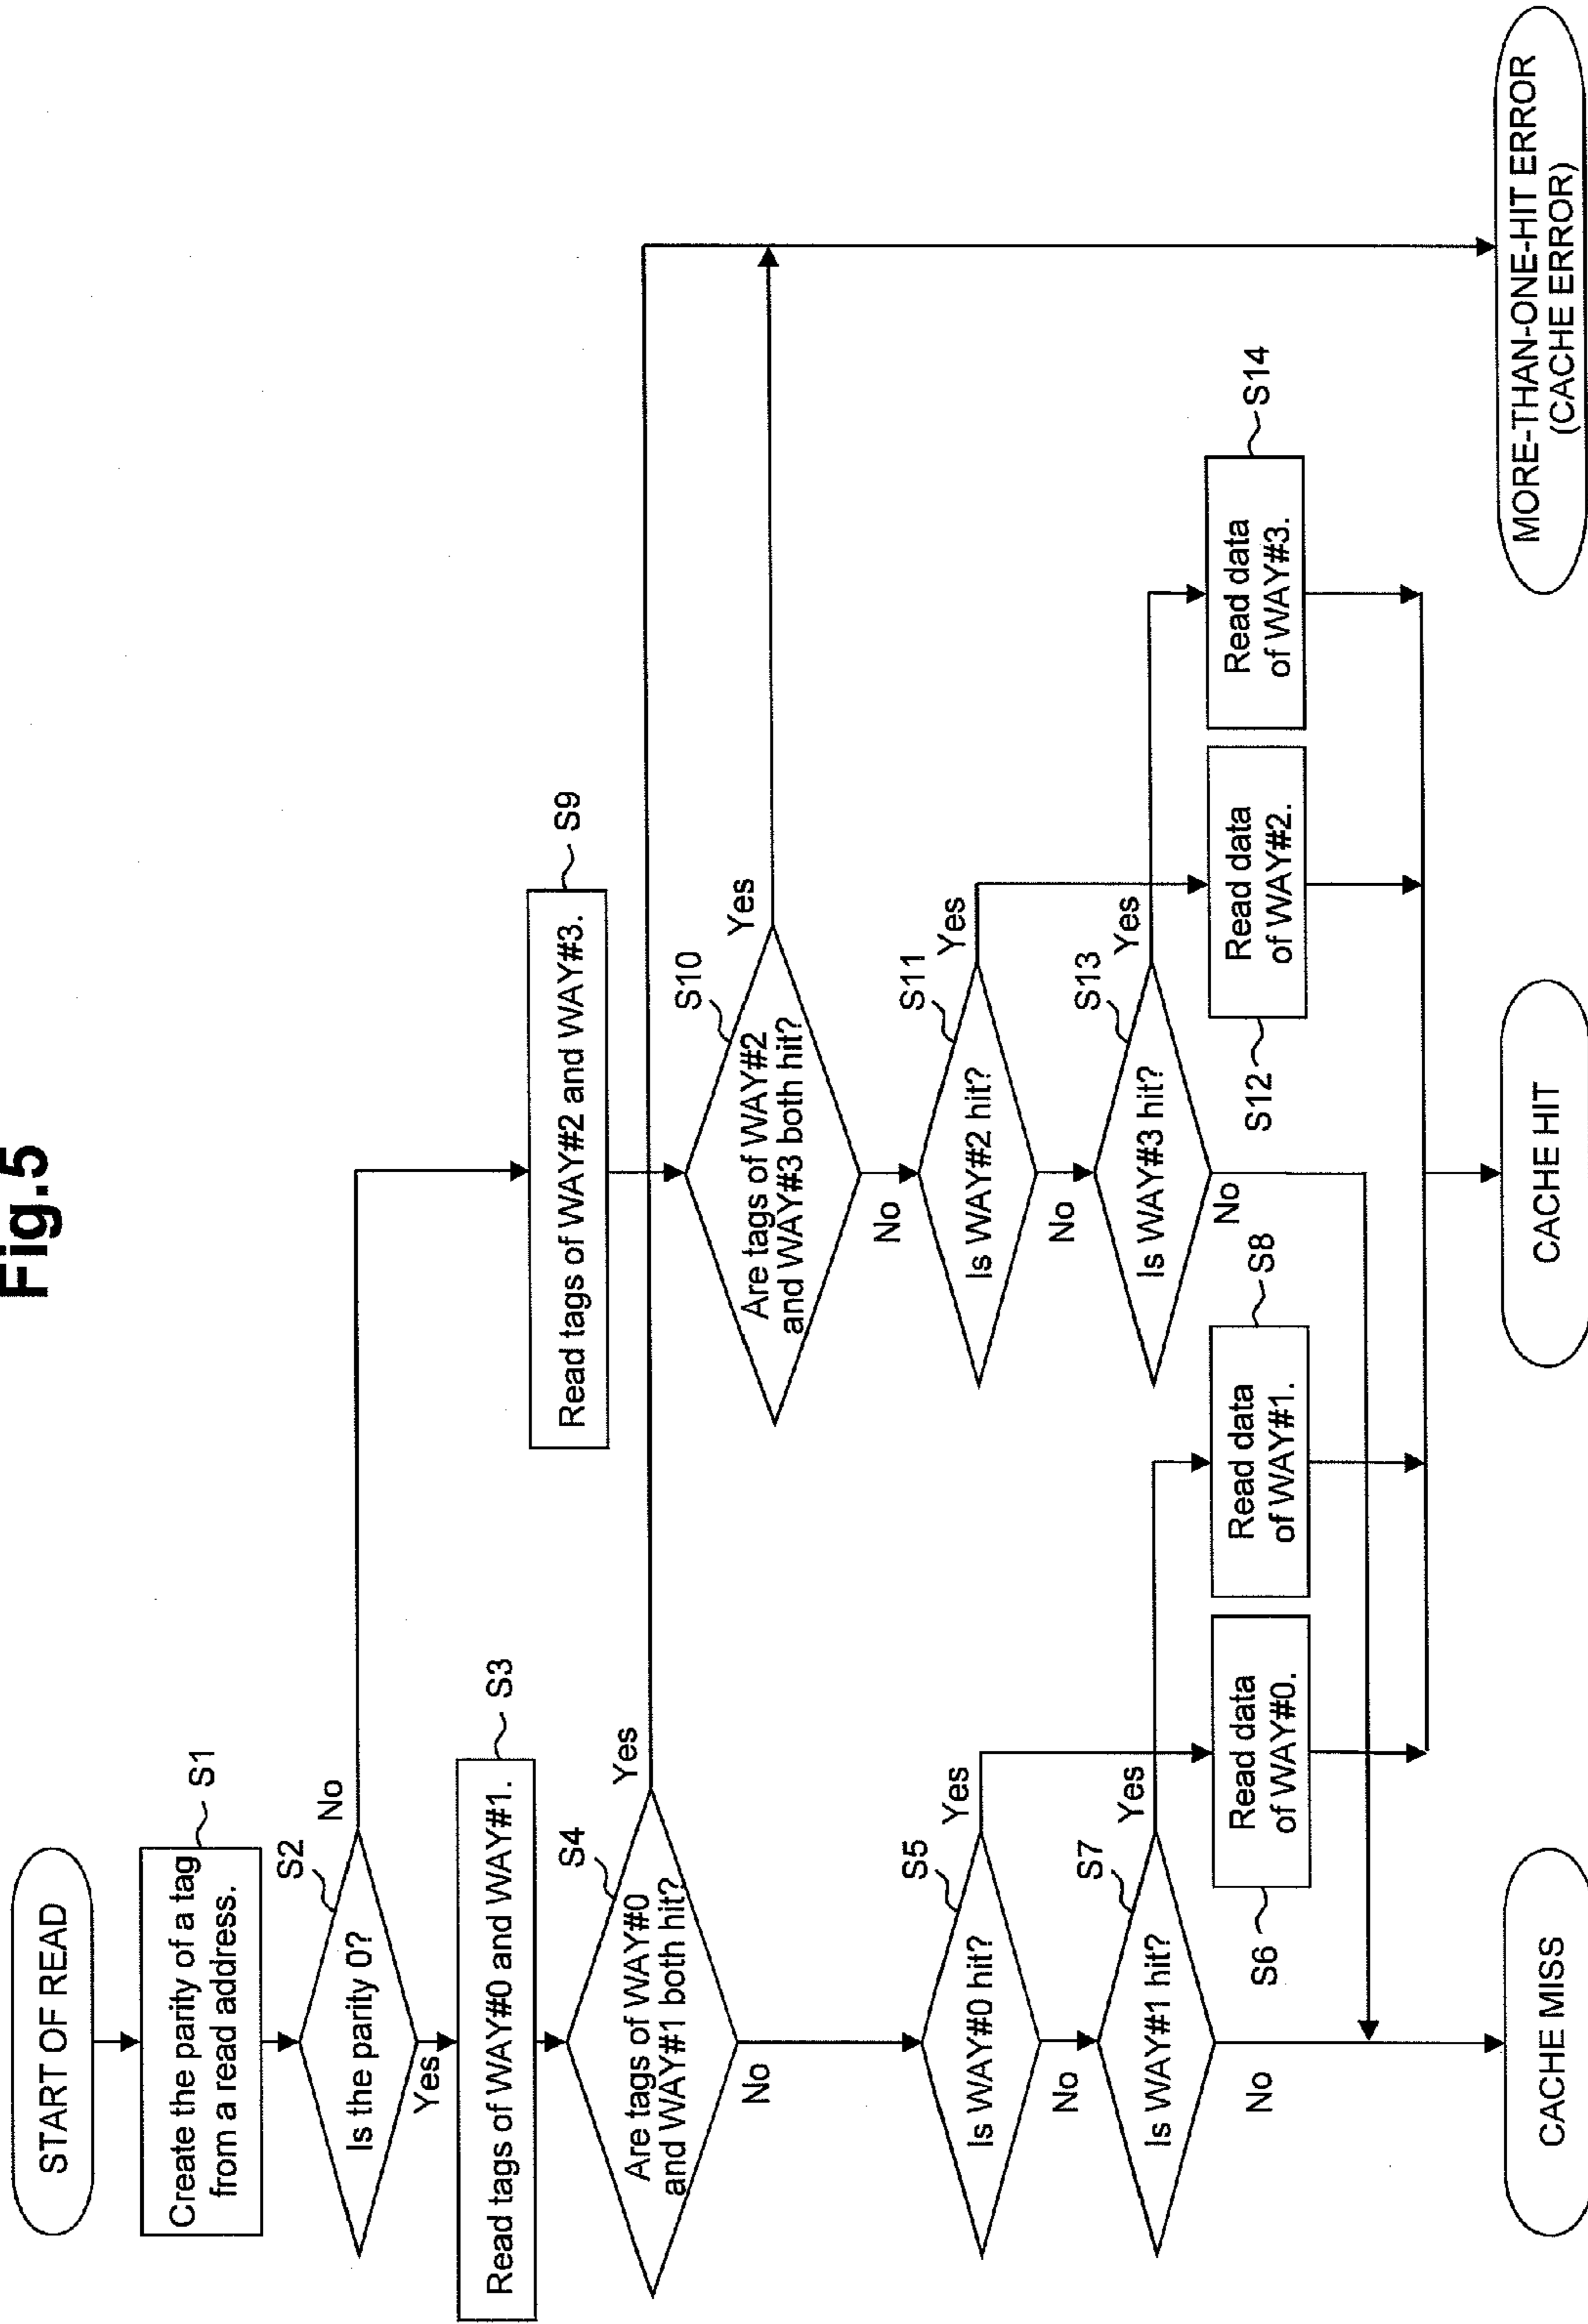 Fig.5
START OF READ
Create the parity of a tag
from a read address.
S1
S2
Is the parity 0?
No
Yes
Read tags of WAY#0 and WAY#1.
S3
Read tags of WAY#2 and WAY#3.
S9
S4
Are tags of WAY#0
and WAY#1 both hit?
Yes
No
S10
Are tags of WAY#2
and WAY#3 both hit?
Yes
No
S5
Is WAY#0 hit?
Yes
No
S11
Is WAY#2 hit?
Yes
No
S7
Is WAY#1 hit?
Yes
No
S13
Is WAY#3 hit?
Yes
No
S6
Read data
of WAY#0.
Read data
of WAY#1.
S8
S12
Read data
of WAY#2.
Read data
of WAY#3.
S14
CACHE MISS
CACHE HIT
MORE-THAN-ONE-HIT ERROR
(CACHE ERROR)